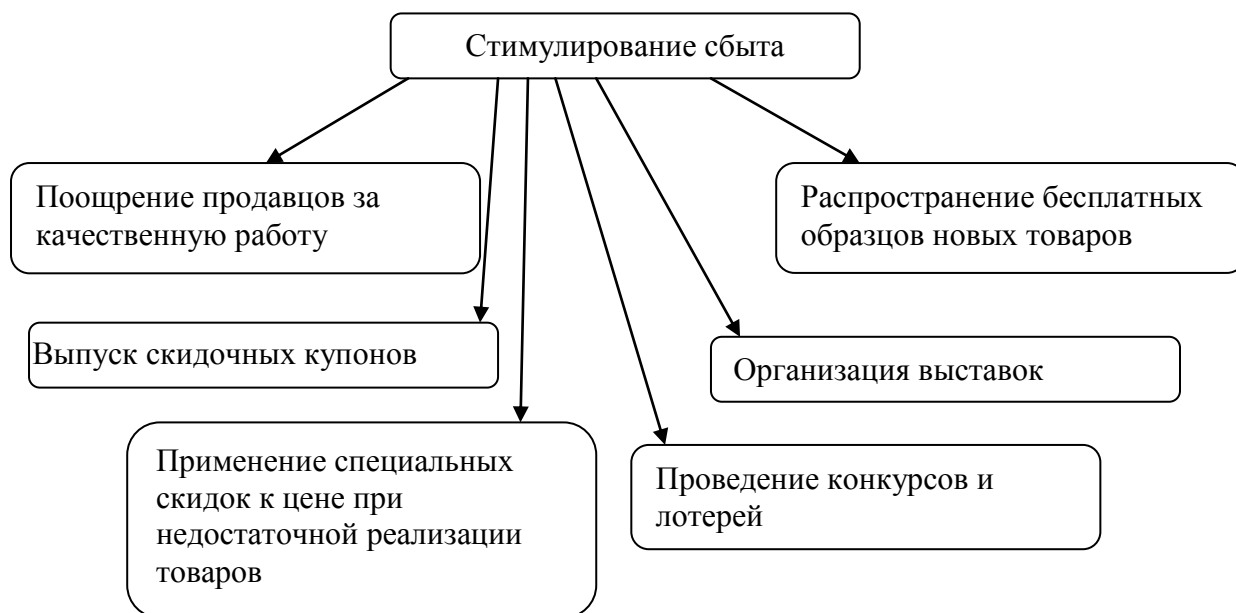 Стимулирование сбыта
Поощрение продавцов за
качественную работу
Распространение бесплатных
образцов новых товаров
Выпуск скидочных купонов
Организация выставок
Применение специальных
скидок к цене при
недостаточной реализации
товаров
Проведение конкурсов и
лотерей